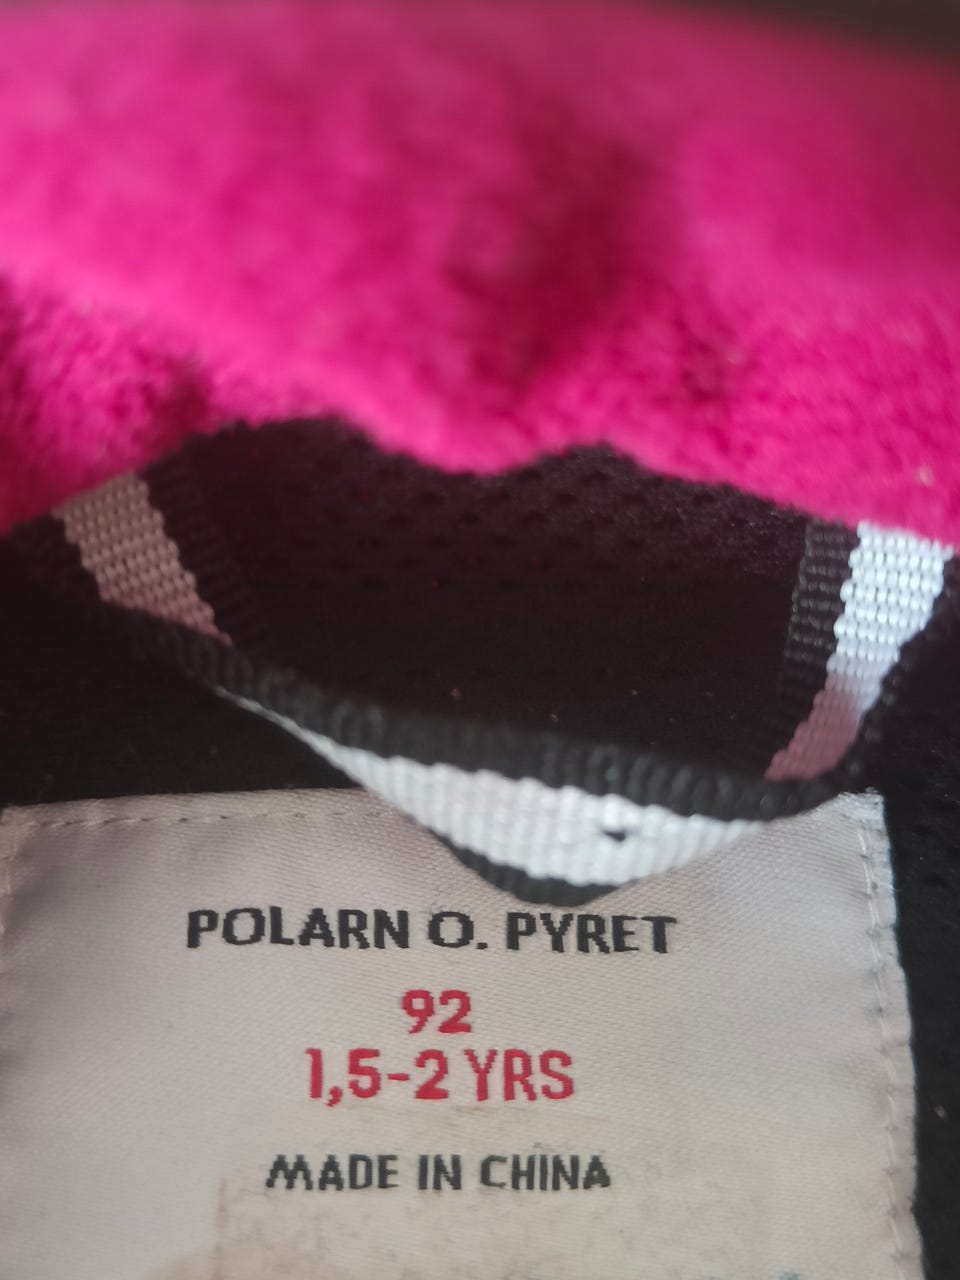 POLARN O. PYRET
92
1,5-2 YRS
MADE IN CHINA